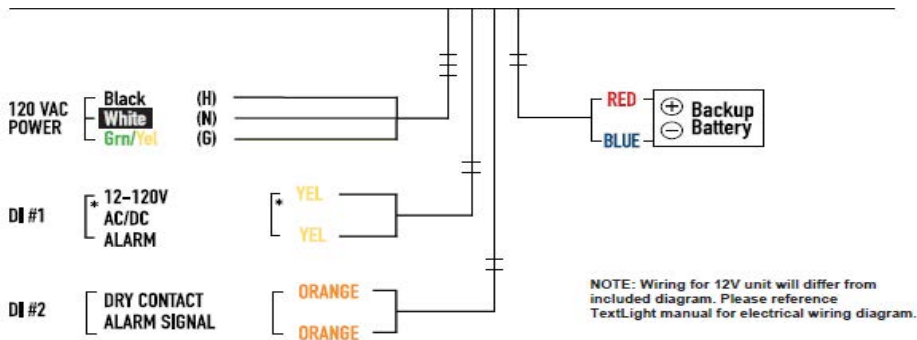 120 VAC
POWER
Black (H)
White (N)
Grn/Yel (G)
RED
BLUE
+ Backup
− Battery
DI #1
* 12–120V
AC/DC
ALARM
* YEL
YEL
DI #2
DRY CONTACT
ALARM SIGNAL
ORANGE
ORANGE
NOTE: Wiring for 12V unit will differ from
included diagram. Please reference
TextLight manual for electrical wiring diagram.